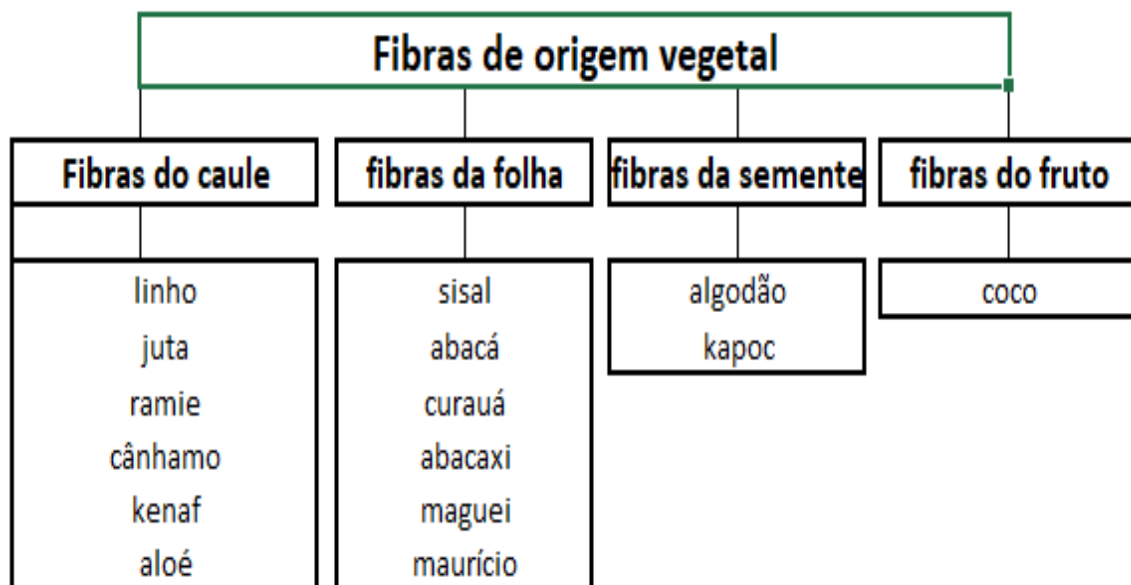 Fibras de origem vegetal
Fibras do caule
fibras da folha
fibras da semente
fibras do fruto
linho
juta
ramie
cânhamo
kenaf
aloé
sisal
abacá
curauá
abacaxi
maguei
maurício
algodão
kapoc
coco